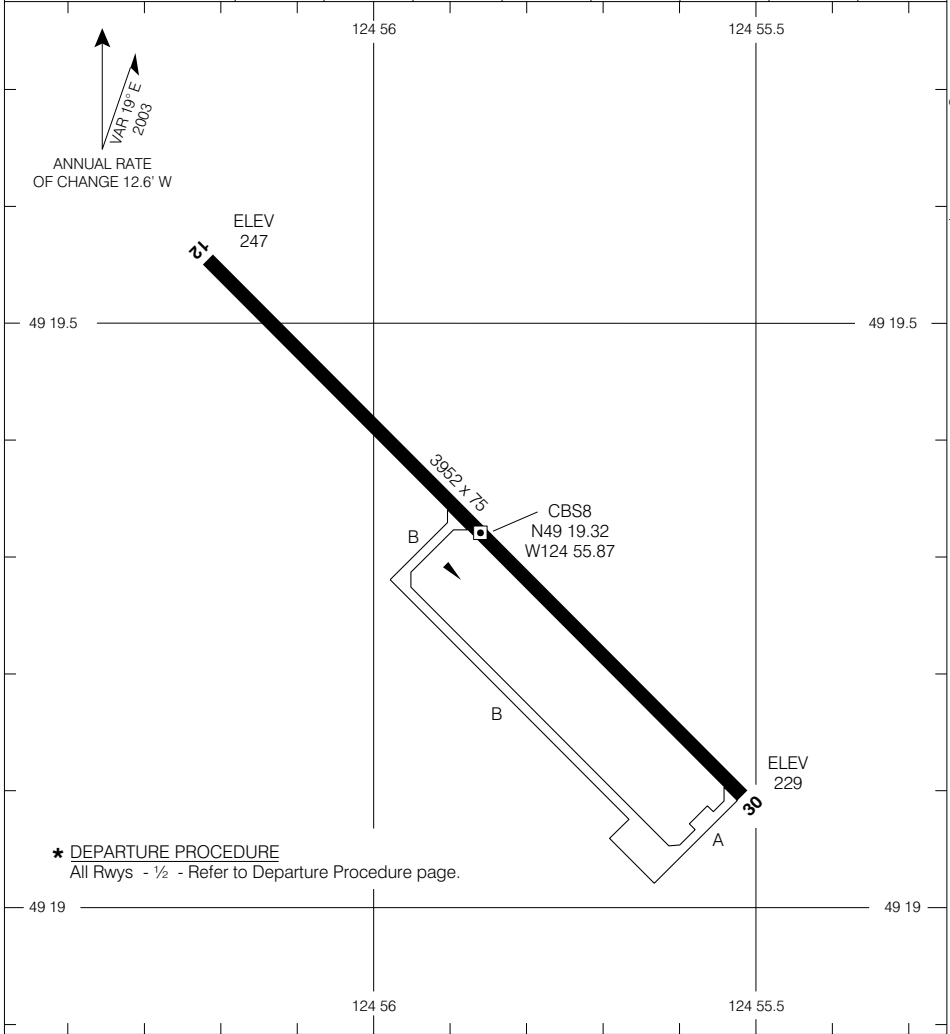 124 56
124 55.5
VAR 19° E
2003
ANNUAL RATE
OF CHANGE 12.6' W
12
ELEV
247
49 19.5
49 19.5
3952 x 75
CBS8
N49 19.32
W124 55.87
B
B
ELEV
229
30
A
* DEPARTURE PROCEDURE
All Rwys - ½ - Refer to Departure Procedure page.
49 19
49 19
124 56
124 55.5